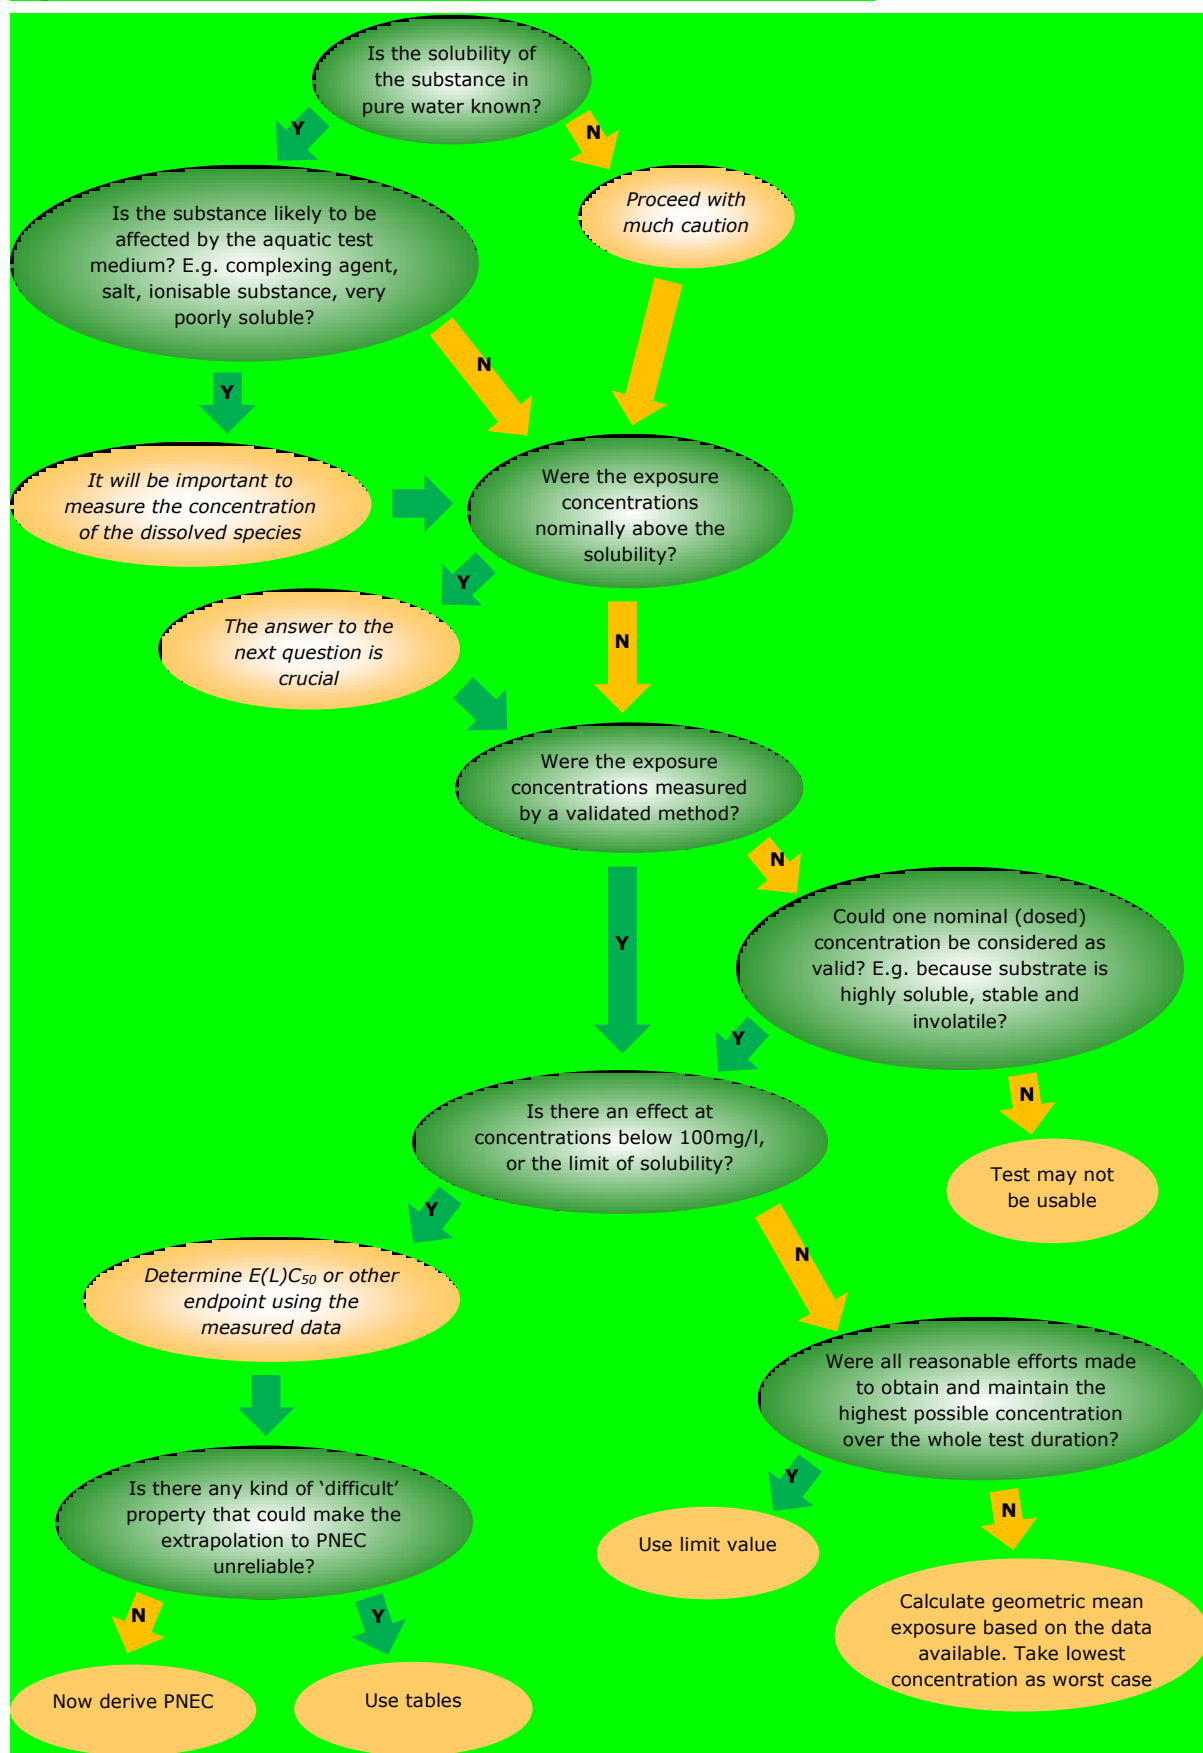 Is the solubility of
the substance in
pure water known?
Y
N
Is the substance likely to be
affected by the aquatic test
medium? E.g. complexing agent,
salt, ionisable substance, very
poorly soluble?
Proceed with
much caution
N
Y
It will be important to
measure the concentration
of the dissolved species
Were the exposure
concentrations
nominally above the
solubility?
Y
The answer to the
next question is
crucial
N
Were the exposure
concentrations measured
by a validated method?
N
Y
Could one nominal (dosed)
concentration be considered as
valid? E.g. because substrate is
highly soluble, stable and
involatile?
Y
N
Is there an effect at
concentrations below 100mg/l,
or the limit of solubility?
Test may not
be usable
Y
N
Determine E(L)C₅₀ or other
endpoint using the
measured data
Were all reasonable efforts made
to obtain and maintain the
highest possible concentration
over the whole test duration?
Is there any kind of ‘difficult’
property that could make the
extrapolation to PNEC
unreliable?
Y
N
Use limit value
Calculate geometric mean
exposure based on the data
available. Take lowest
concentration as worst case
N
Y
Now derive PNEC
Use tables